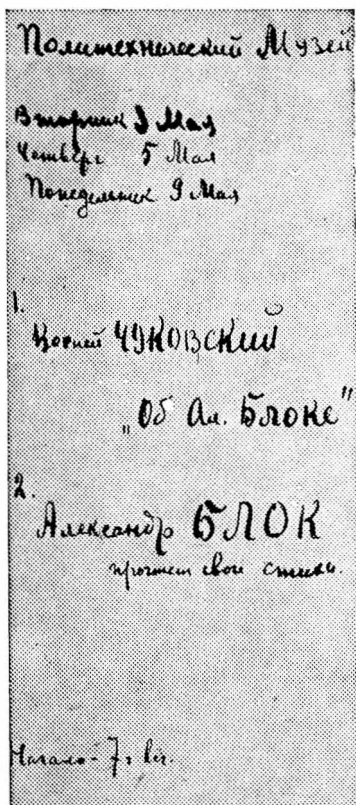 Политехнический Музей
Вторник 3 Мая
Четверг 5 Мая
Понедельник 9 Мая
1.
Корней ЧУКОВСКИЙ
„Об Ал. Блоке"
2.
Александр БЛОК
прочтет свои стихи.
Начало - 7 ч. веч.